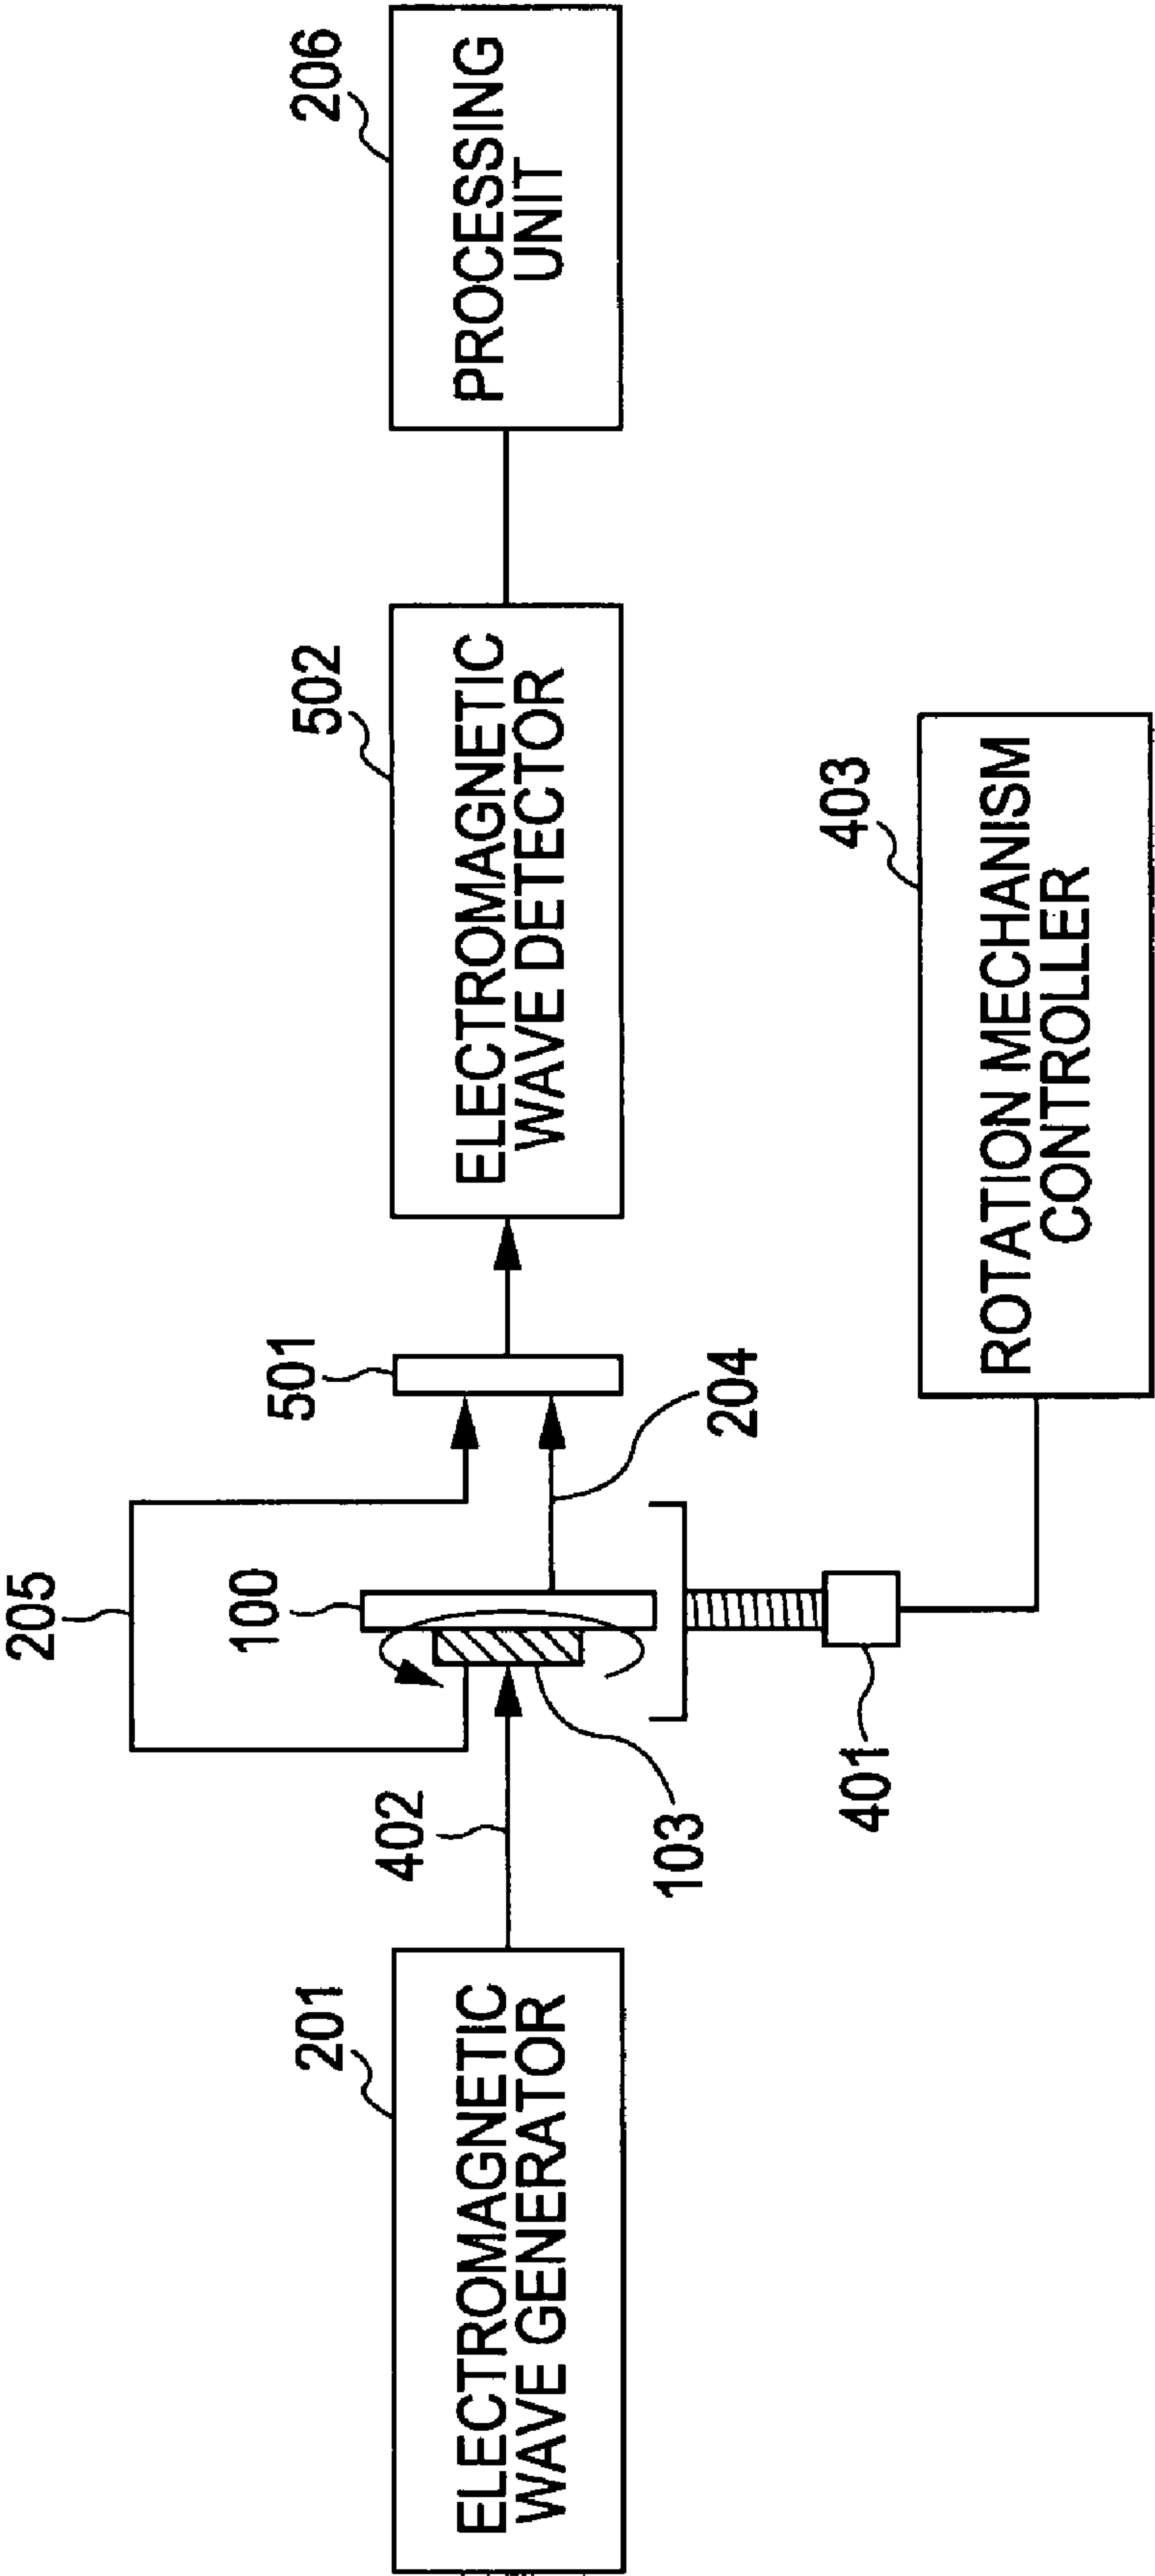 205
100
501
502
206
402
201
ELECTROMAGNETIC
WAVE GENERATOR
ELECTROMAGNETIC
WAVE DETECTOR
PROCESSING
UNIT
103
204
401
403
ROTATION MECHANISM
CONTROLLER